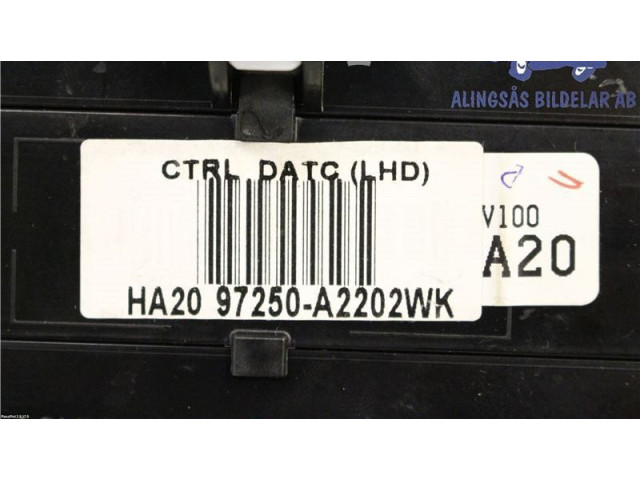 ALINGSÅS BILDELAR AB
CTRL DATC (LHD)
V100
A20
HA20 97250-A2202WK